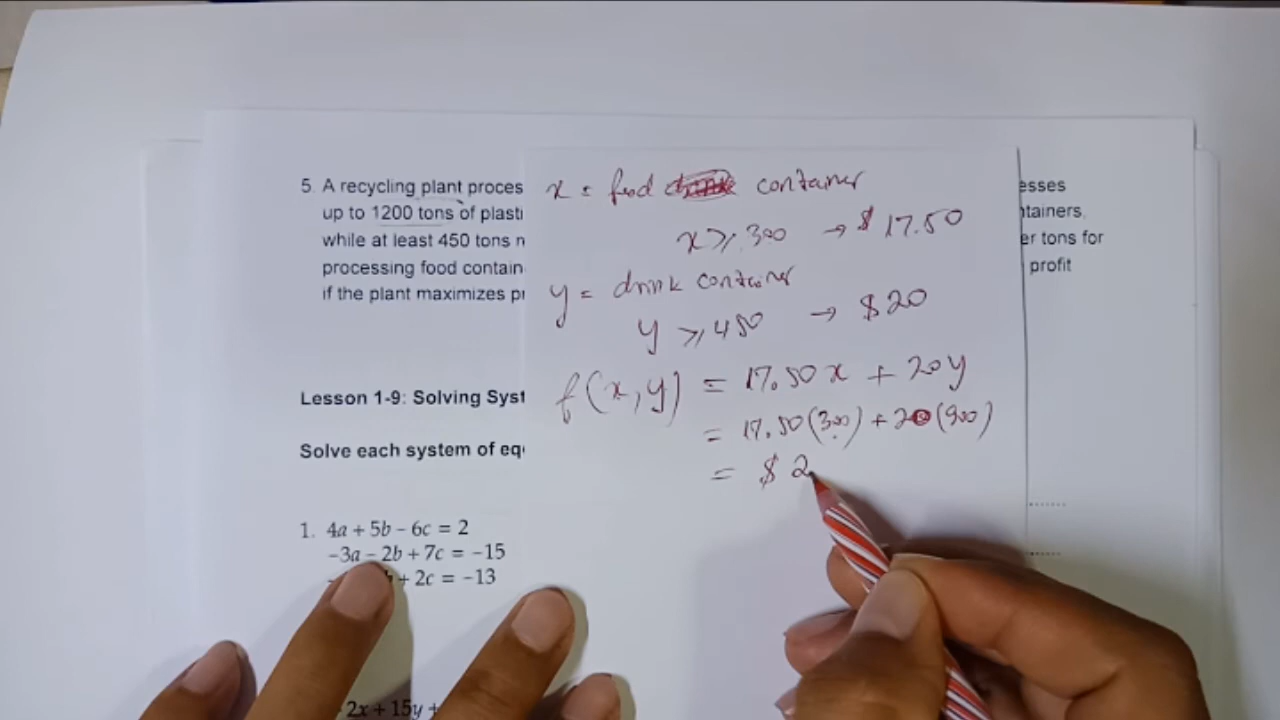 5. A recycling plant proces
up to 1200 tons of plasti
while at least 450 tons n
processing food contain
if the plant maximizes pr
esses
ntainers,
er tons for
profit
x = food container
x ⩾ 300 → $ 17.50
y = drink container
y ⩾ 450 → $ 20
f(x, y) = 17.50x + 20y
= 17.50(300) + 20(900)
= $ 2
Lesson 1-9: Solving Syst
Solve each system of equ
1. 4a + 5b − 6c = 2
−3a − 2b + 7c = −15
+ 2c = −13
2x + 15y +